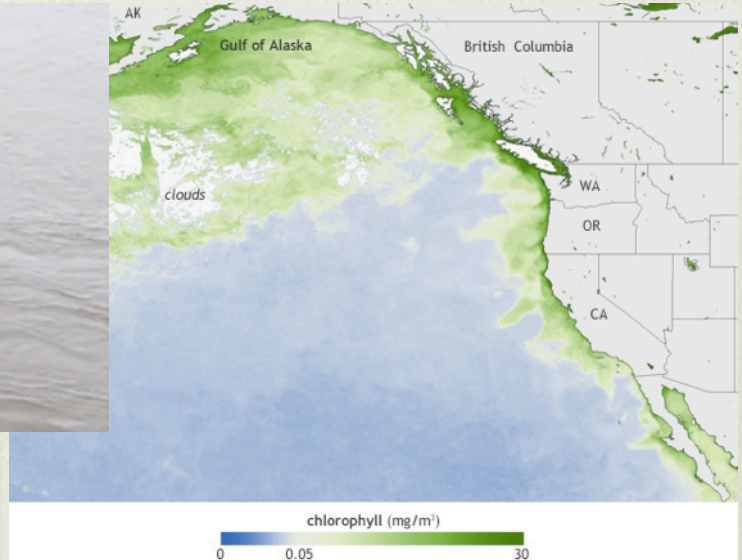 AK
Gulf of Alaska
British Columbia
clouds
WA
OR
CA
chlorophyll (mg/m³)
0 0.05 30